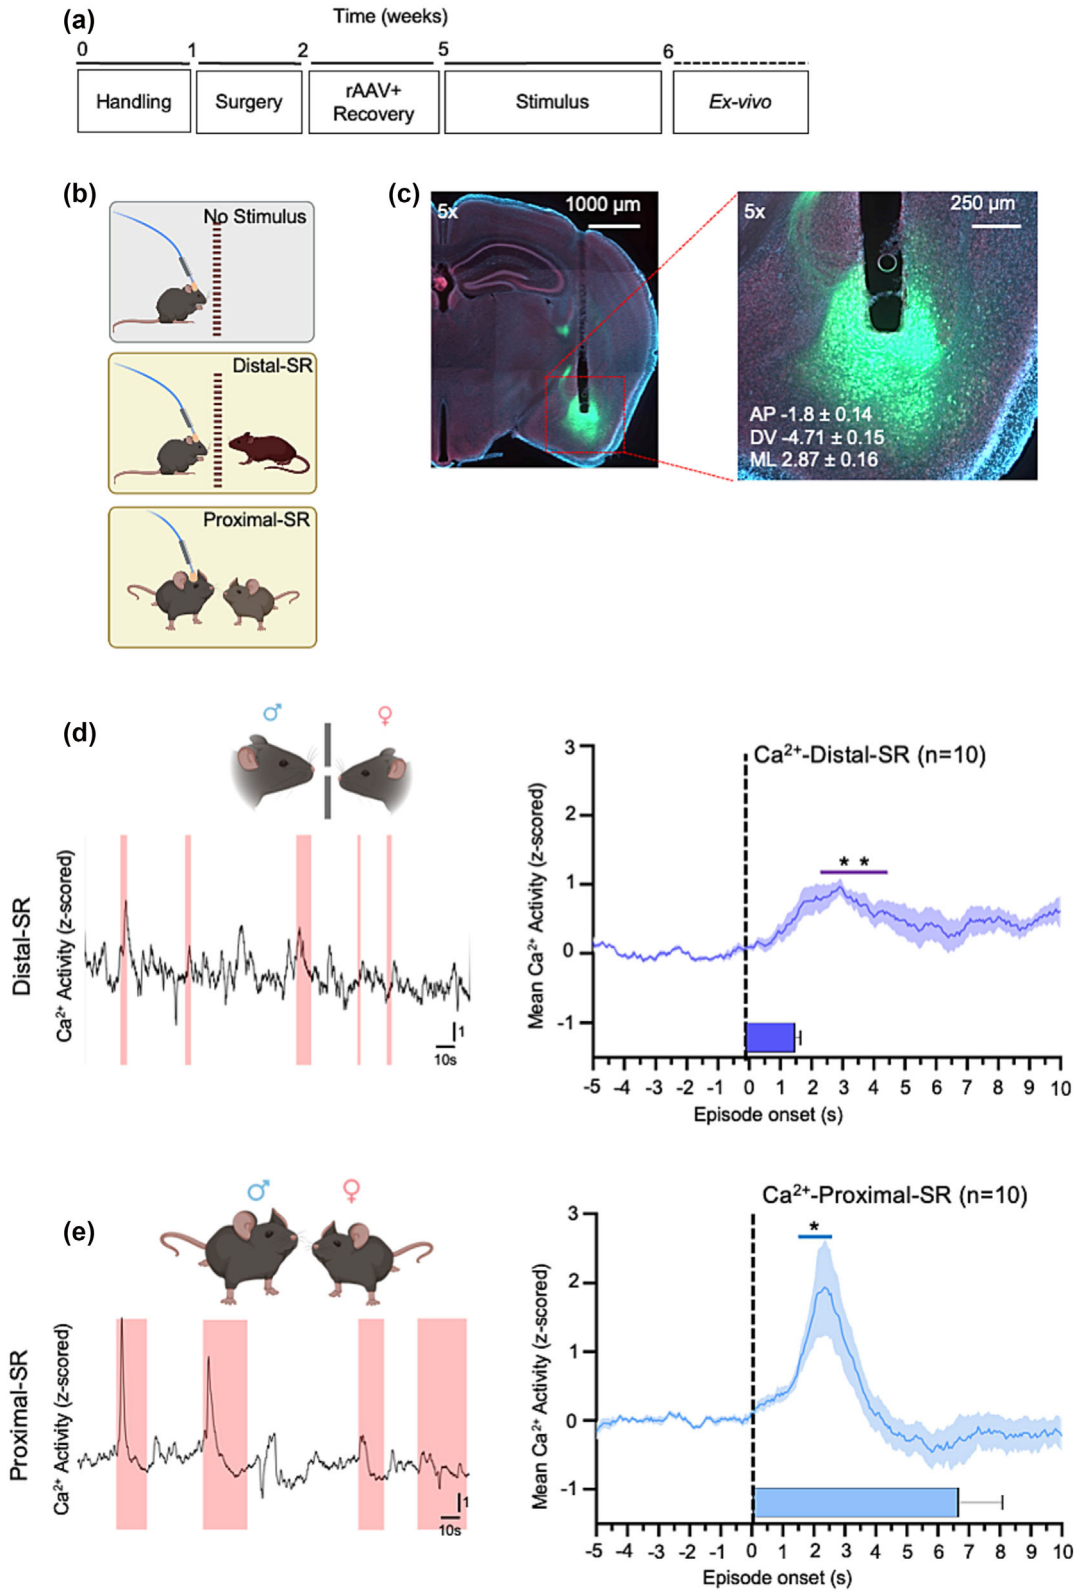 (a)
Time (weeks)
0 1 2 5 6
Handling
Surgery
rAAV+
Recovery
Stimulus
Ex-vivo
(b)
No Stimulus
Distal-SR
Proximal-SR
(c)
5x
1000 µm
5x
250 µm
AP -1.8 ± 0.14
DV -4.71 ± 0.15
ML 2.87 ± 0.16
(d)
♂ ♀
Distal-SR
Ca²⁺ Activity (z-scored)
1
10s
Ca²⁺-Distal-SR (n=10)
Mean Ca²⁺ Activity (z-scored)
3
2
1
0
-1
* *
-5 -4 -3 -2 -1 0 1 2 3 4 5 6 7 8 9 10
Episode onset (s)
(e)
♂ ♀
Proximal-SR
Ca²⁺ Activity (z-scored)
1
10s
Ca²⁺-Proximal-SR (n=10)
Mean Ca²⁺ Activity (z-scored)
3
2
1
0
-1
*
-5 -4 -3 -2 -1 0 1 2 3 4 5 6 7 8 9 10
Episode onset (s)